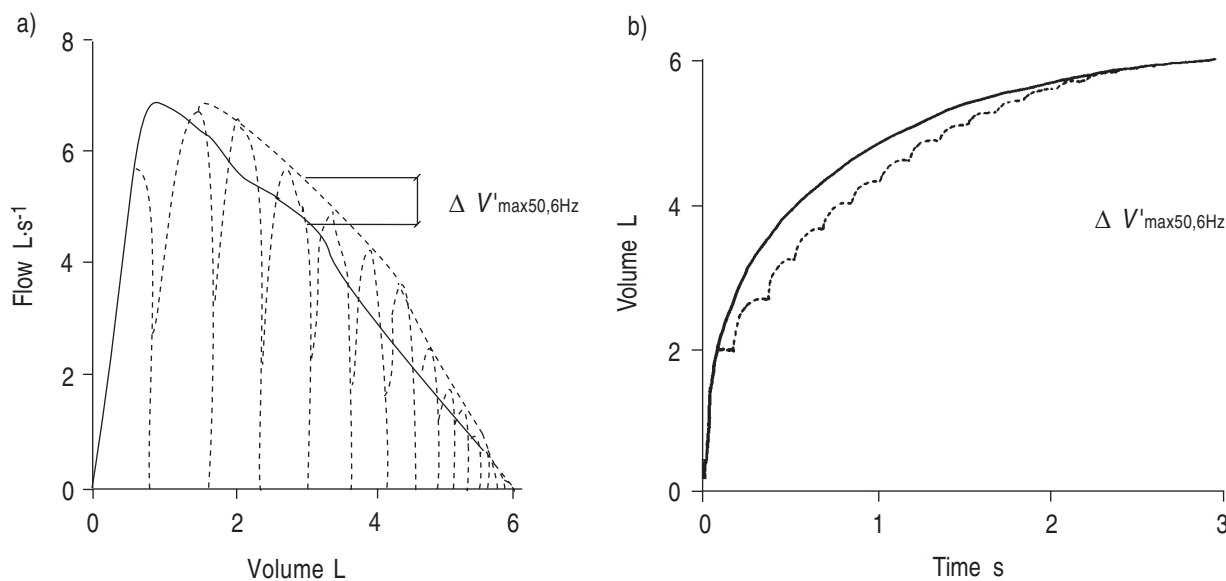 a)
8
6
4
2
0
Flow L·s-1
Δ V'max50,6Hz
0 2 4 6
Volume L
b)
6
4
2
0
Volume L
Δ V'max50,6Hz
0 1 2 3
Time s